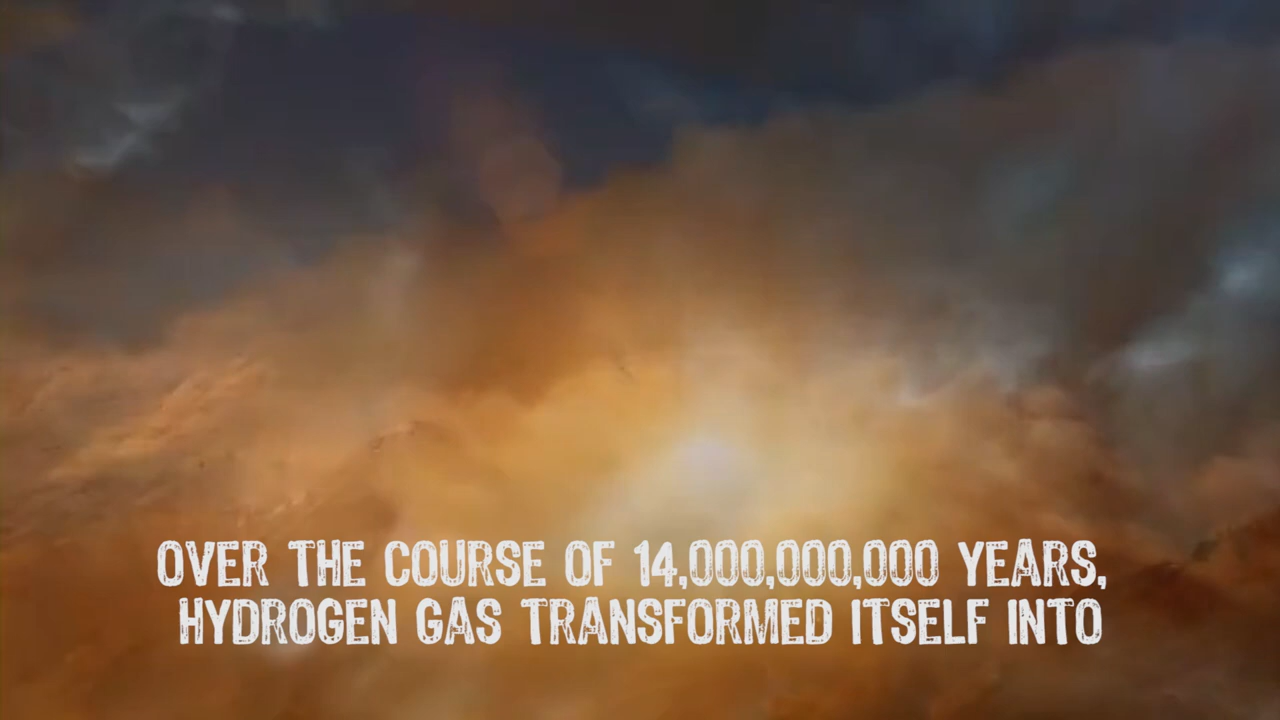 OVER THE COURSE OF 14,000,000,000 YEARS,
HYDROGEN GAS TRANSFORMED ITSELF INTO